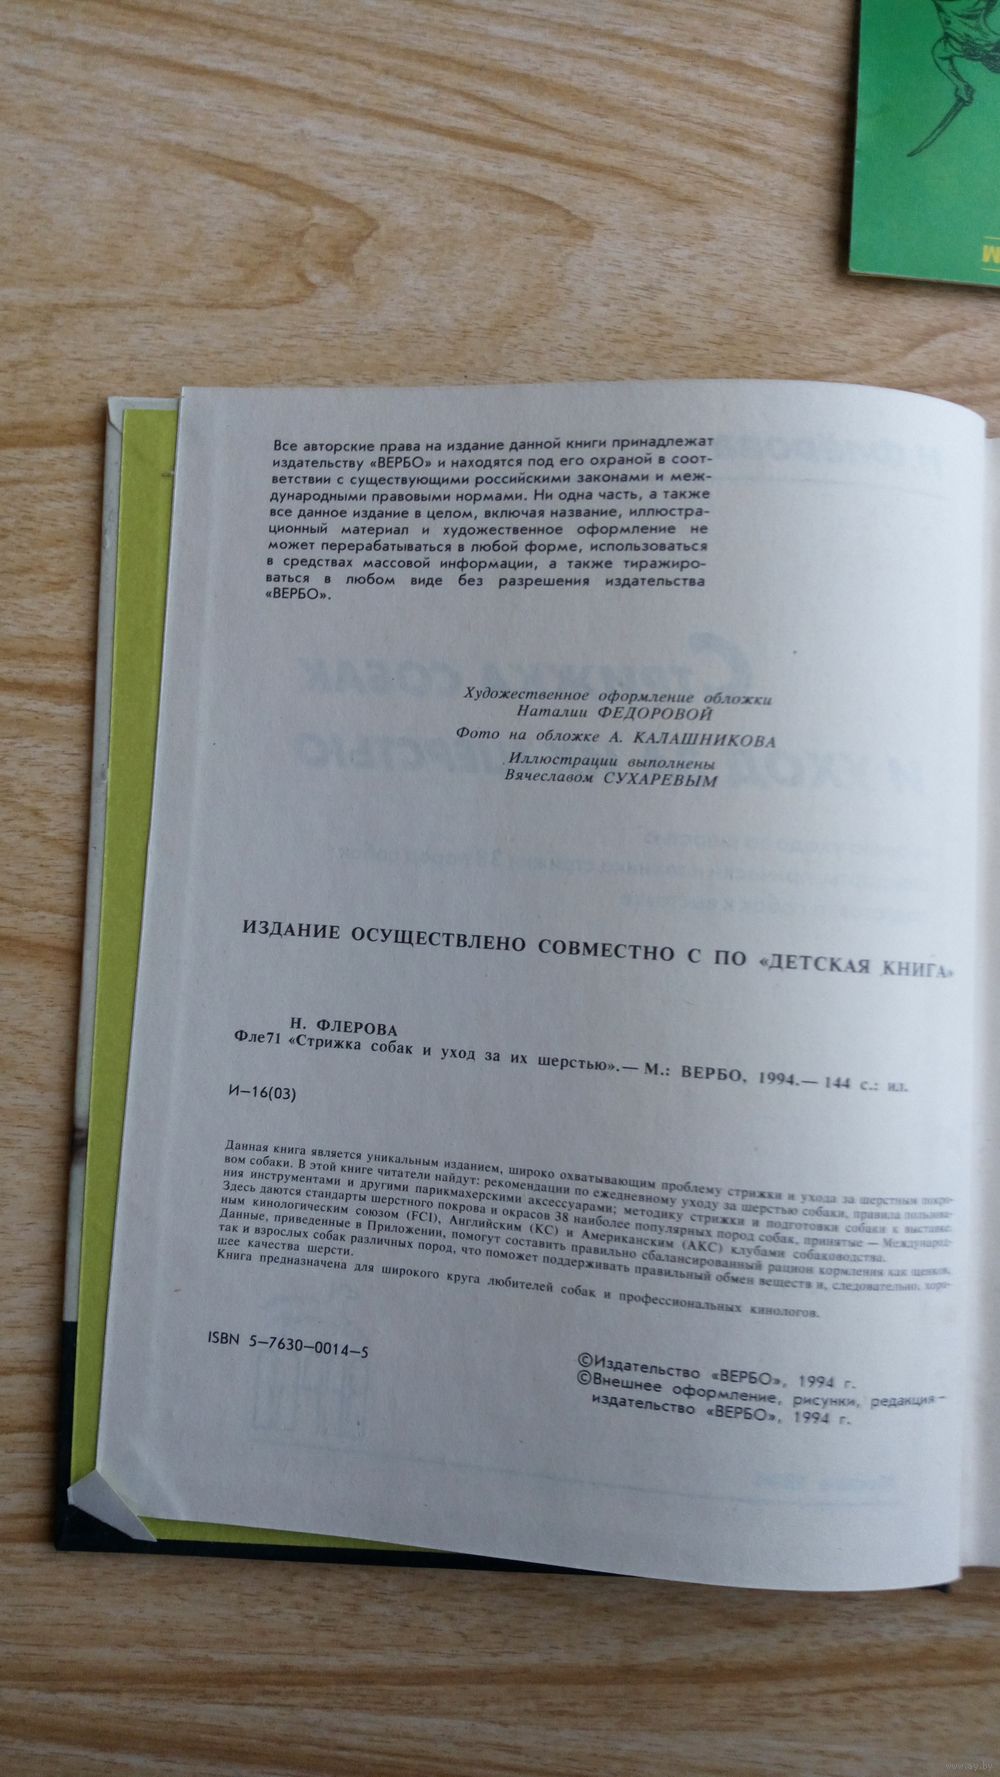 Все авторские права на издание данной книги принадлежат
издательству «ВЕРБО» и находятся под его охраной в соот-
ветствии с существующими российскими законами и меж-
дународными правовыми нормами. Ни одна часть, а также
все данное издание в целом, включая название, иллюстра-
ционный материал и художественное оформление не
может перерабатываться в любой форме, использоваться
в средствах массовой информации, а также тиражиро-
ваться в любом виде без разрешения издательства
«ВЕРБО».
Художественное оформление обложки
Наталии ФЕДОРОВОЙ
Фото на обложке А. КАЛАШНИКОВА
Иллюстрации выполнены
Вячеславом СУХАРЕВЫМ
ИЗДАНИЕ ОСУЩЕСТВЛЕНО СОВМЕСТНО С ПО «ДЕТСКАЯ КНИГА»
Н. ФЛЕРОВА
Фле71 «Стрижка собак и уход за их шерстью».— М.: ВЕРБО, 1994.— 144 с.: ил.
И—16(03)
Данная книга является уникальным изданием, широко охватывающим проблему стрижки и ухода за шерстным покро-
вом собаки. В этой книге читатели найдут: рекомендации по ежедневному уходу за шерстью собаки, правила пользова-
ния инструментами и другими парикмахерскими аксессуарами; методику стрижки и подготовки собаки к выставке.
Здесь даются стандарты шерстного покрова и окрасов 38 наиболее популярных пород собак, принятые — Международ-
ным кинологическим союзом (FCI), Английским (КС) и Американским (АКС) клубами собаководства.
Данные, приведенные в Приложении, помогут составить правильно сбалансированный рацион кормления как щенков,
так и взрослых собак различных пород, что поможет поддерживать правильный обмен веществ и, следовательно, хоро-
шее качества шерсти.
Книга предназначена для широкого круга любителей собак и профессиональных кинологов.
ISBN 5—7630—0014—5
©Издательство «ВЕРБО», 1994 г.
©Внешнее оформление, рисунки, редакция—
издательство «ВЕРБО», 1994 г.
www.ay.by